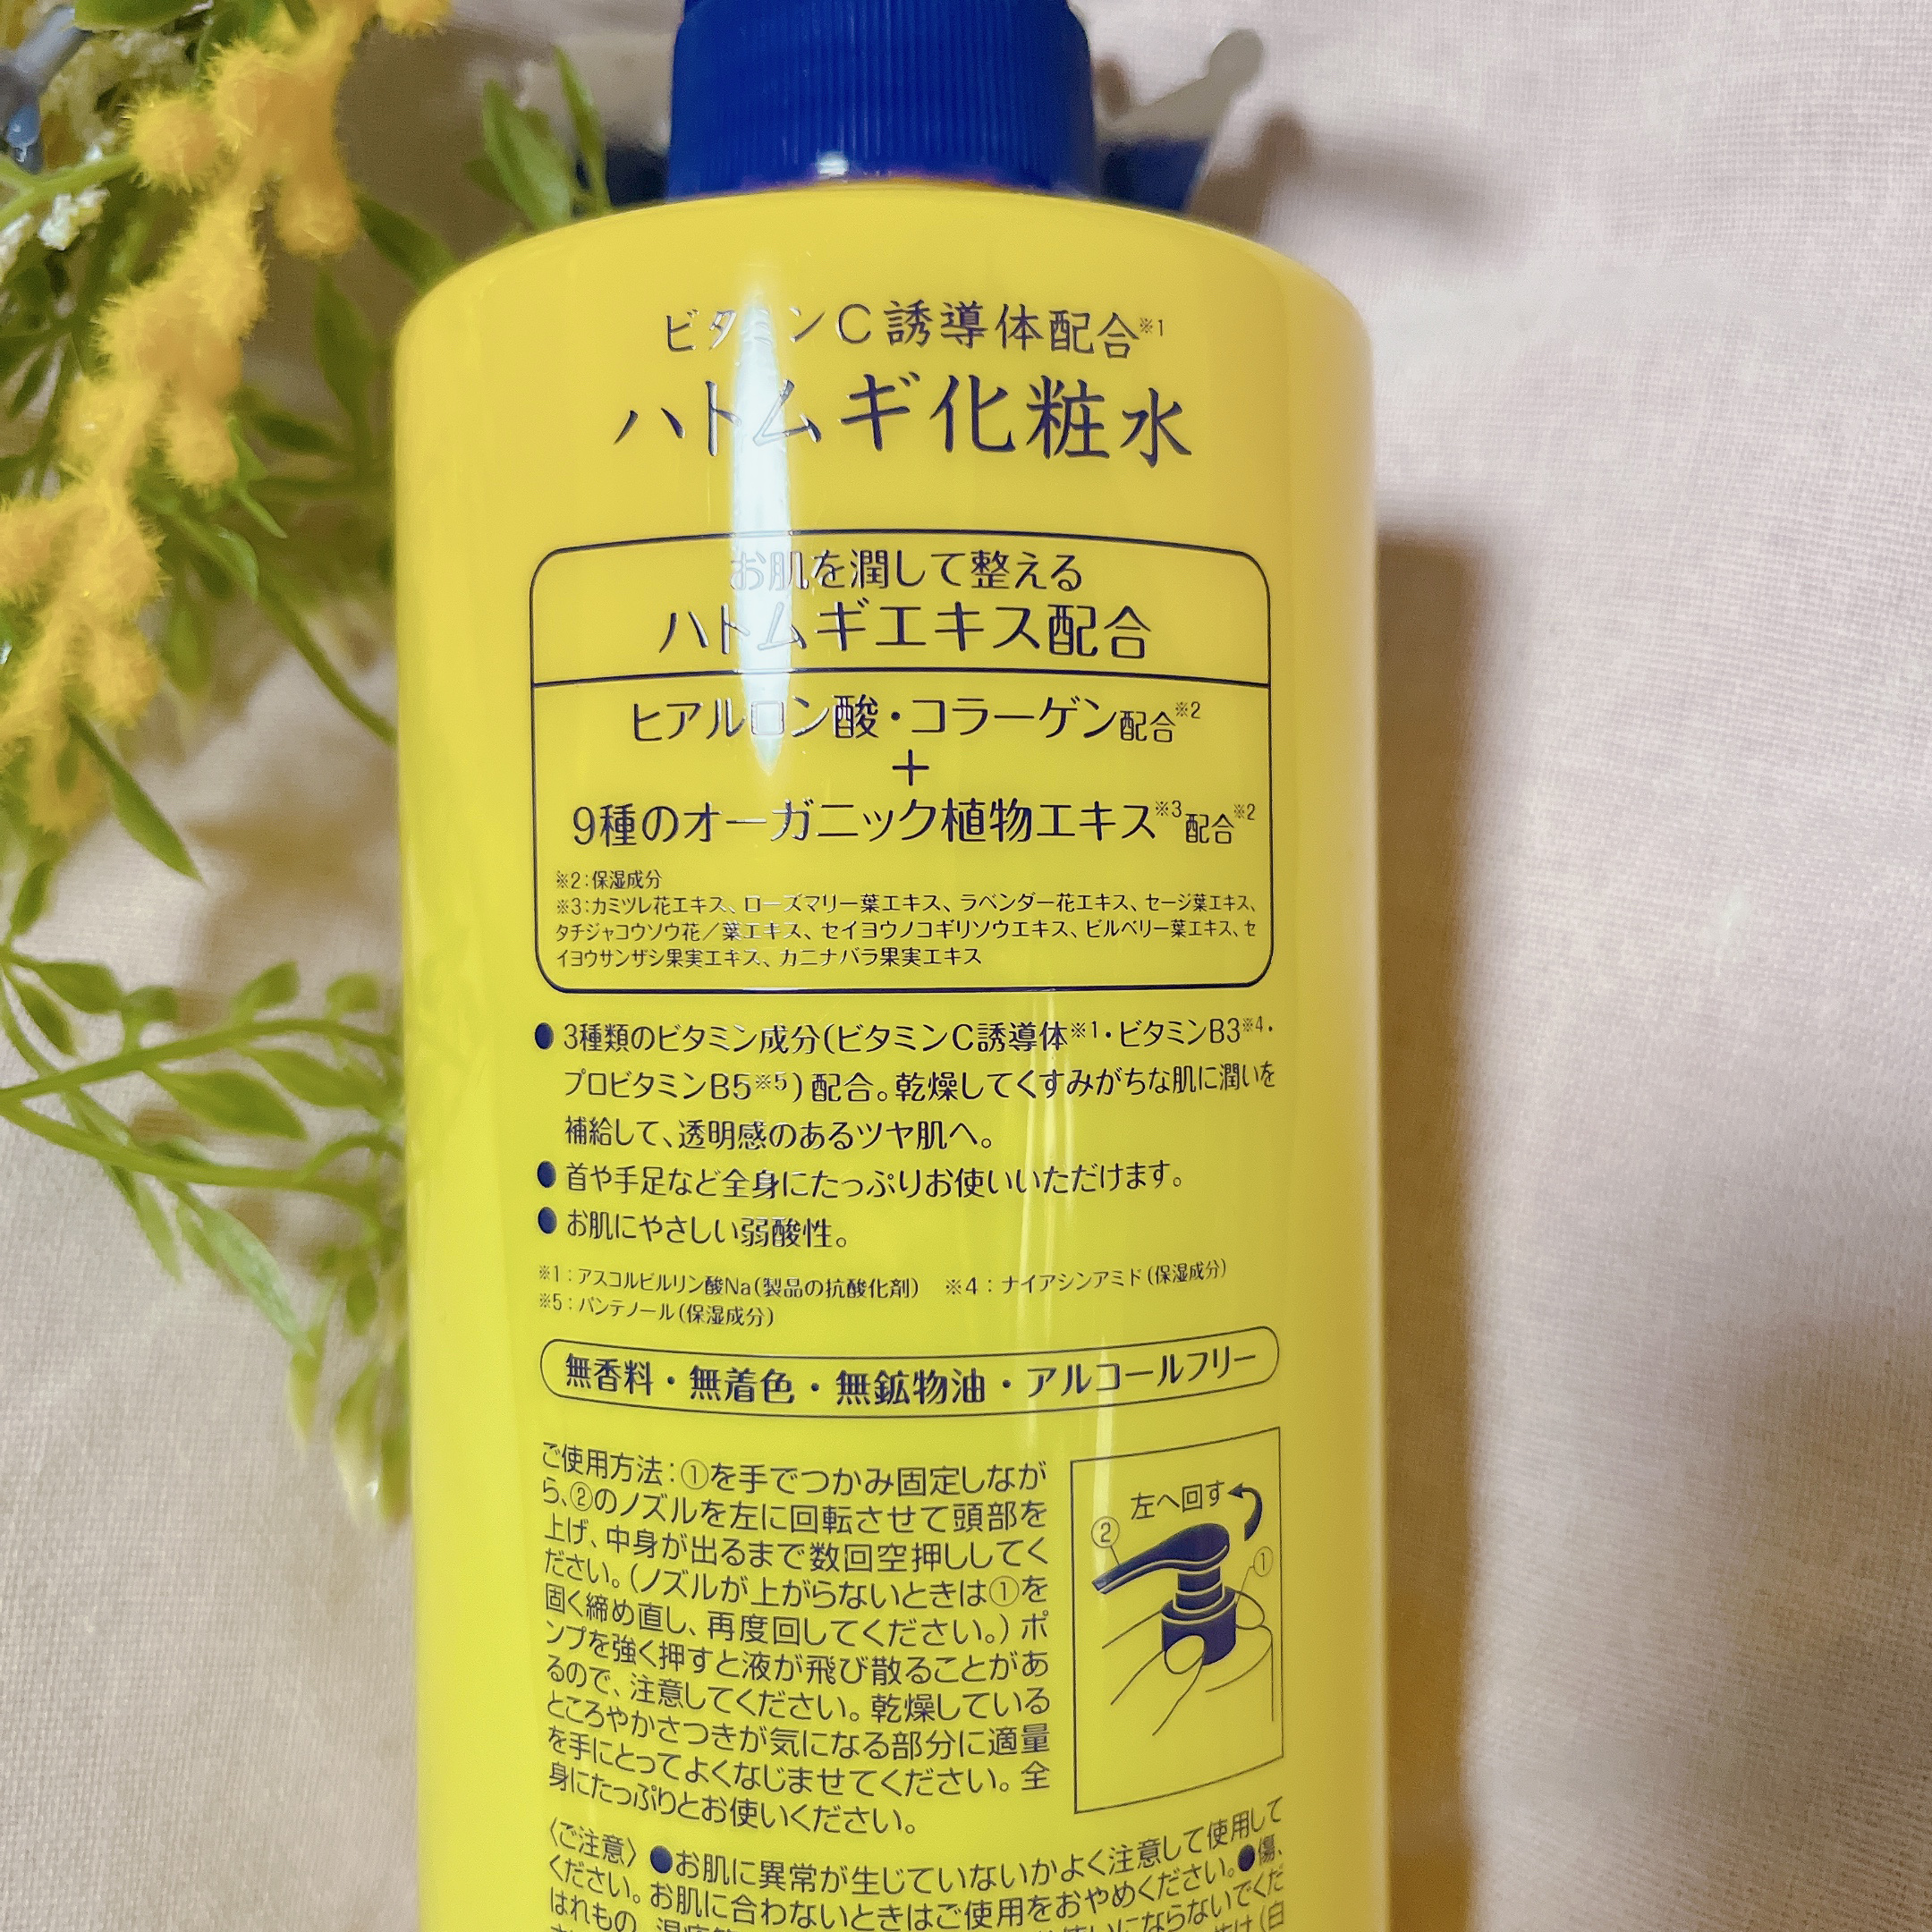 ビタミンC誘導体配合※1
ハトムギ化粧水
お肌を潤して整える
ハトムギエキス配合
ヒアルロン酸・コラーゲン配合※2
+
9種のオーガニック植物エキス※3配合※2
※2:保湿成分
※3:カミツレ花エキス、ローズマリー葉エキス、ラベンダー花エキス、セージ葉エキス、
タチジャコウソウ花/葉エキス、セイヨウノコギリソウエキス、ビルベリー葉エキス、セ
イヨウサンザシ果実エキス、カニナバラ果実エキス
●3種類のビタミン成分(ビタミンC誘導体※1・ビタミンB3※4・
プロビタミンB5※5)配合。乾燥してくすみがちな肌に潤いを
補給して、透明感のあるツヤ肌へ。
●首や手足など全身にたっぷりお使いいただけます。
●お肌にやさしい弱酸性。
※1:アスコルビルリン酸Na(製品の抗酸化剤) ※4:ナイアシンアミド(保湿成分)
※5:パンテノール(保湿成分)
無香料・無着色・無鉱物油・アルコールフリー
ご使用方法:①を手でつかみ固定しなが
ら、②のノズルを左に回転させて頭部を
上げ、中身が出るまで数回空押ししてく
ださい。(ノズルが上がらないときは①を
固く締め直し、再度回してください。)ポ
ンプを強く押すと液が飛び散ることがあ
るので、注意してください。乾燥している
ところやかさつきが気になる部分に適量
を手にとってよくなじませてください。全
身にたっぷりとお使いください。
左へ回す
②
①
〈ご注意〉●お肌に異常が生じていないかよく注意して使用して
ください。お肌に合わないときはご使用をおやめください。●傷、
はれもの、湿疹
いにならないでくだ
(白